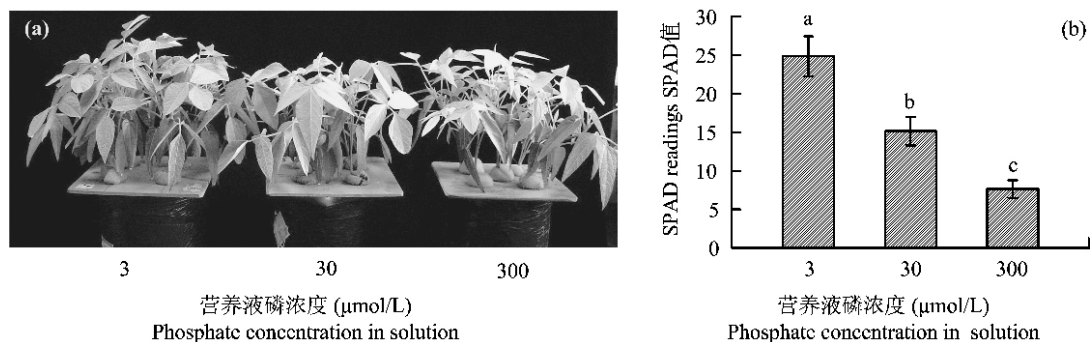 (a)
3 30 300
营养液磷浓度 (μmol/L)
Phosphate concentration in solution
(b)
SPAD readings SPAD值
30
25
20
15
10
5
0
a
b
c
3 30 300
营养液磷浓度 (μmol/L)
Phosphate concentration in solution